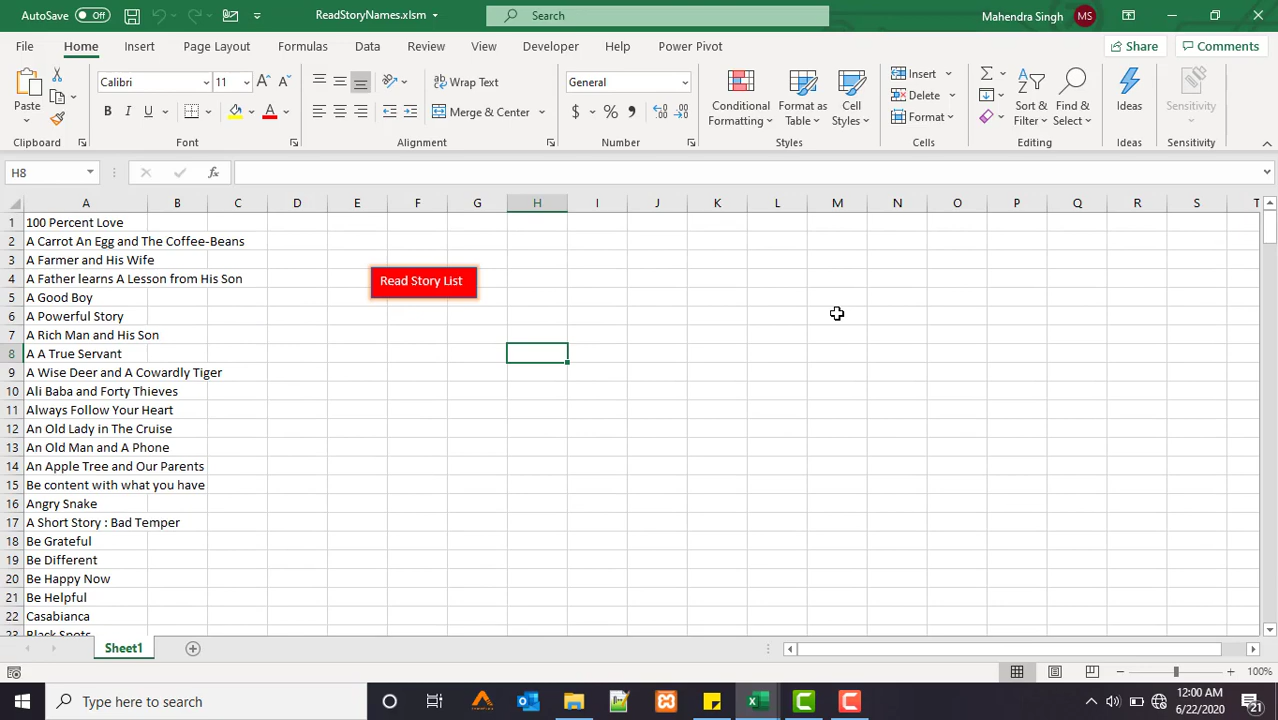 AutoSave Off ReadStoryNames.xlsm Search Mahendra Singh MS
File Home Insert Page Layout Formulas Data Review View Developer Help Power Pivot Share Comments
Paste Calibri 11 Wrap Text General Conditional Formatting Format as Table Cell Styles Insert Sort & Filter Find & Select Ideas Sensitivity
B I U Merge & Center $ % Delete Format
Clipboard Font Alignment Number Styles Cells Editing Ideas Sensitivity
H8 fx
A B C D E F G H I J K L M N O P Q R S T
1 100 Percent Love
2 A Carrot An Egg and The Coffee-Beans
3 A Farmer and His Wife
4 A Father learns A Lesson from His Son
Read Story List
5 A Good Boy
6 A Powerful Story
7 A Rich Man and His Son
8 A A True Servant
9 A Wise Deer and A Cowardly Tiger
10 Ali Baba and Forty Thieves
11 Always Follow Your Heart
12 An Old Lady in The Cruise
13 An Old Man and A Phone
14 An Apple Tree and Our Parents
15 Be content with what you have
16 Angry Snake
17 A Short Story : Bad Temper
18 Be Grateful
19 Be Different
20 Be Happy Now
21 Be Helpful
22 Casabianca
23 Black Spots
Sheet1
100%
Type here to search 12:00 AM
6/22/2020 21